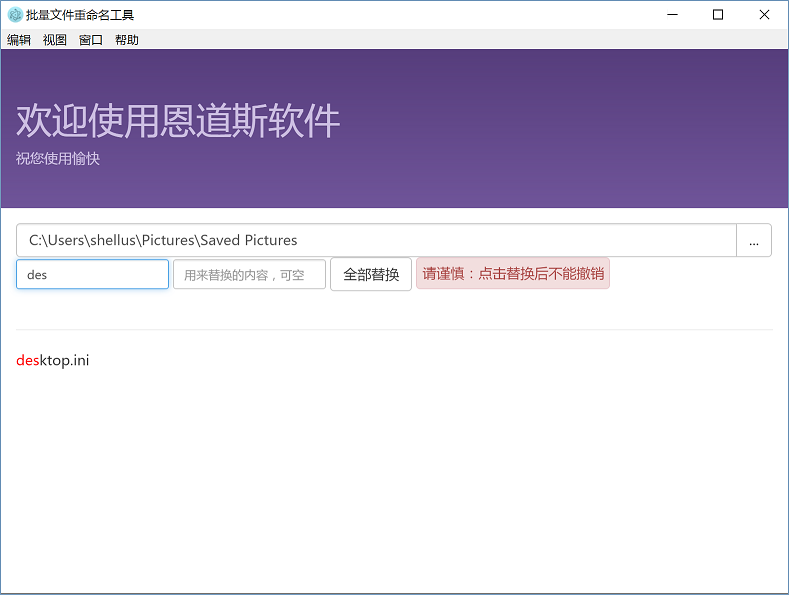 批量文件重命名工具
编辑 视图 窗口 帮助
欢迎使用恩道斯软件
祝您使用愉快
C:\Users\shellus\Pictures\Saved Pictures ...
des 用来替换的内容，可空 全部替换 请谨慎：点击替换后不能撤销
desktop.ini